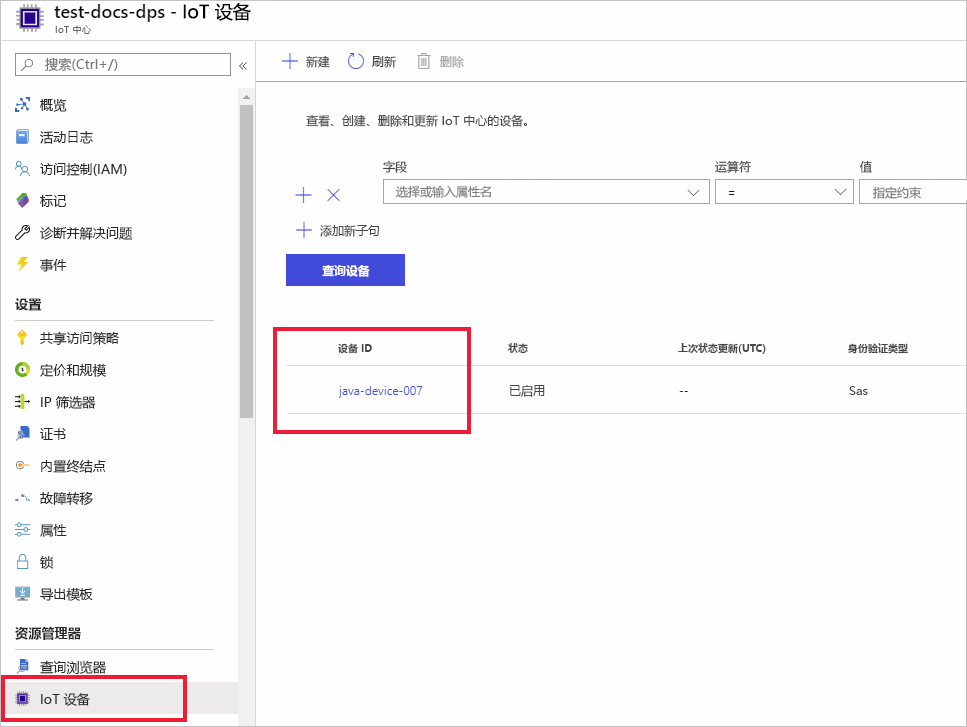 test-docs-dps - IoT 设备
IoT 中心
搜索(Ctrl+/)
«
概览
活动日志
访问控制(IAM)
标记
诊断并解决问题
事件
设置
共享访问策略
定价和规模
IP 筛选器
证书
内置终结点
故障转移
属性
锁
导出模板
资源管理器
查询浏览器
IoT 设备
新建 刷新 删除
查看、创建、删除和更新 IoT 中心的设备。
字段 运算符 值
选择或输入属性名 = 指定约束
添加新子句
查询设备
设备 ID 状态 上次状态更新(UTC) 身份验证类型
java-device-007 已启用 -- Sas